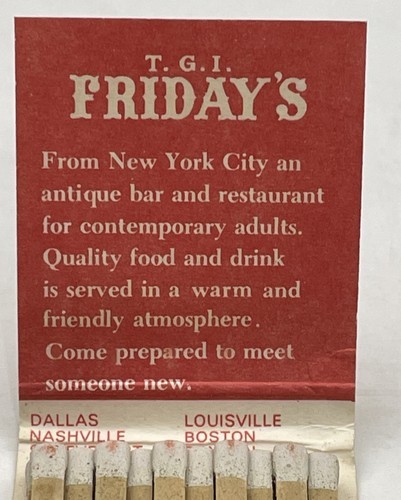 T.G.I.
FRIDAY'S
From New York City an
antique bar and restaurant
for contemporary adults.
Quality food and drink
is served in a warm and
friendly atmosphere.
Come prepared to meet
someone new.
DALLAS LOUISVILLE
NASHVILLE BOSTON